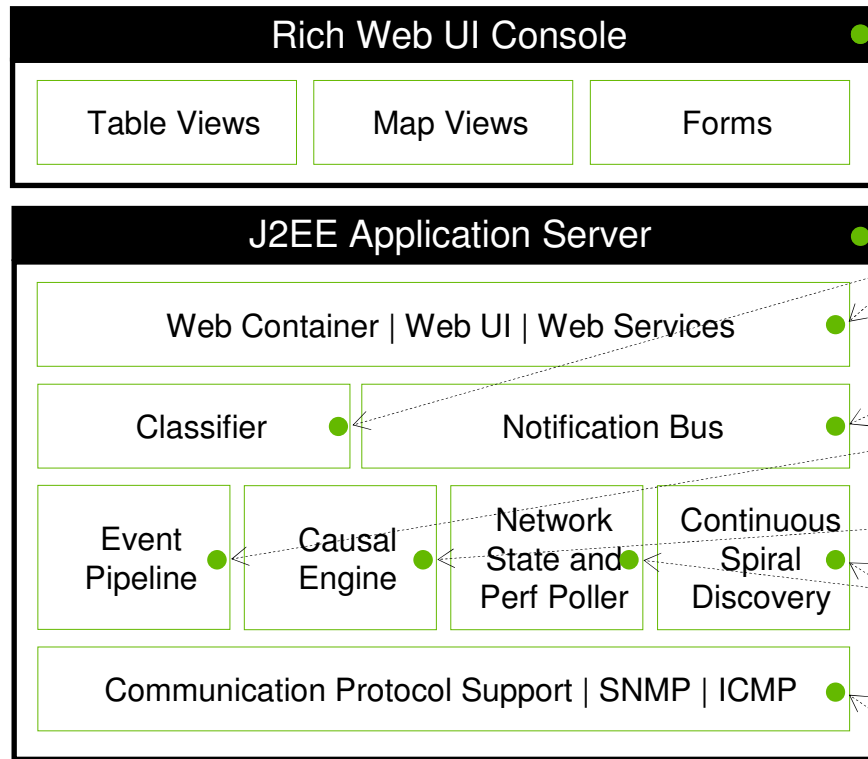 Rich Web UI Console
Table Views
Map Views
Forms
J2EE Application Server
Web Container | Web UI | Web Services
Classifier
Notification Bus
Event
Pipeline
Causal
Engine
Network
State and
Perf Poller
Continuous
Spiral
Discovery
Communication Protocol Support | SNMP | ICMP